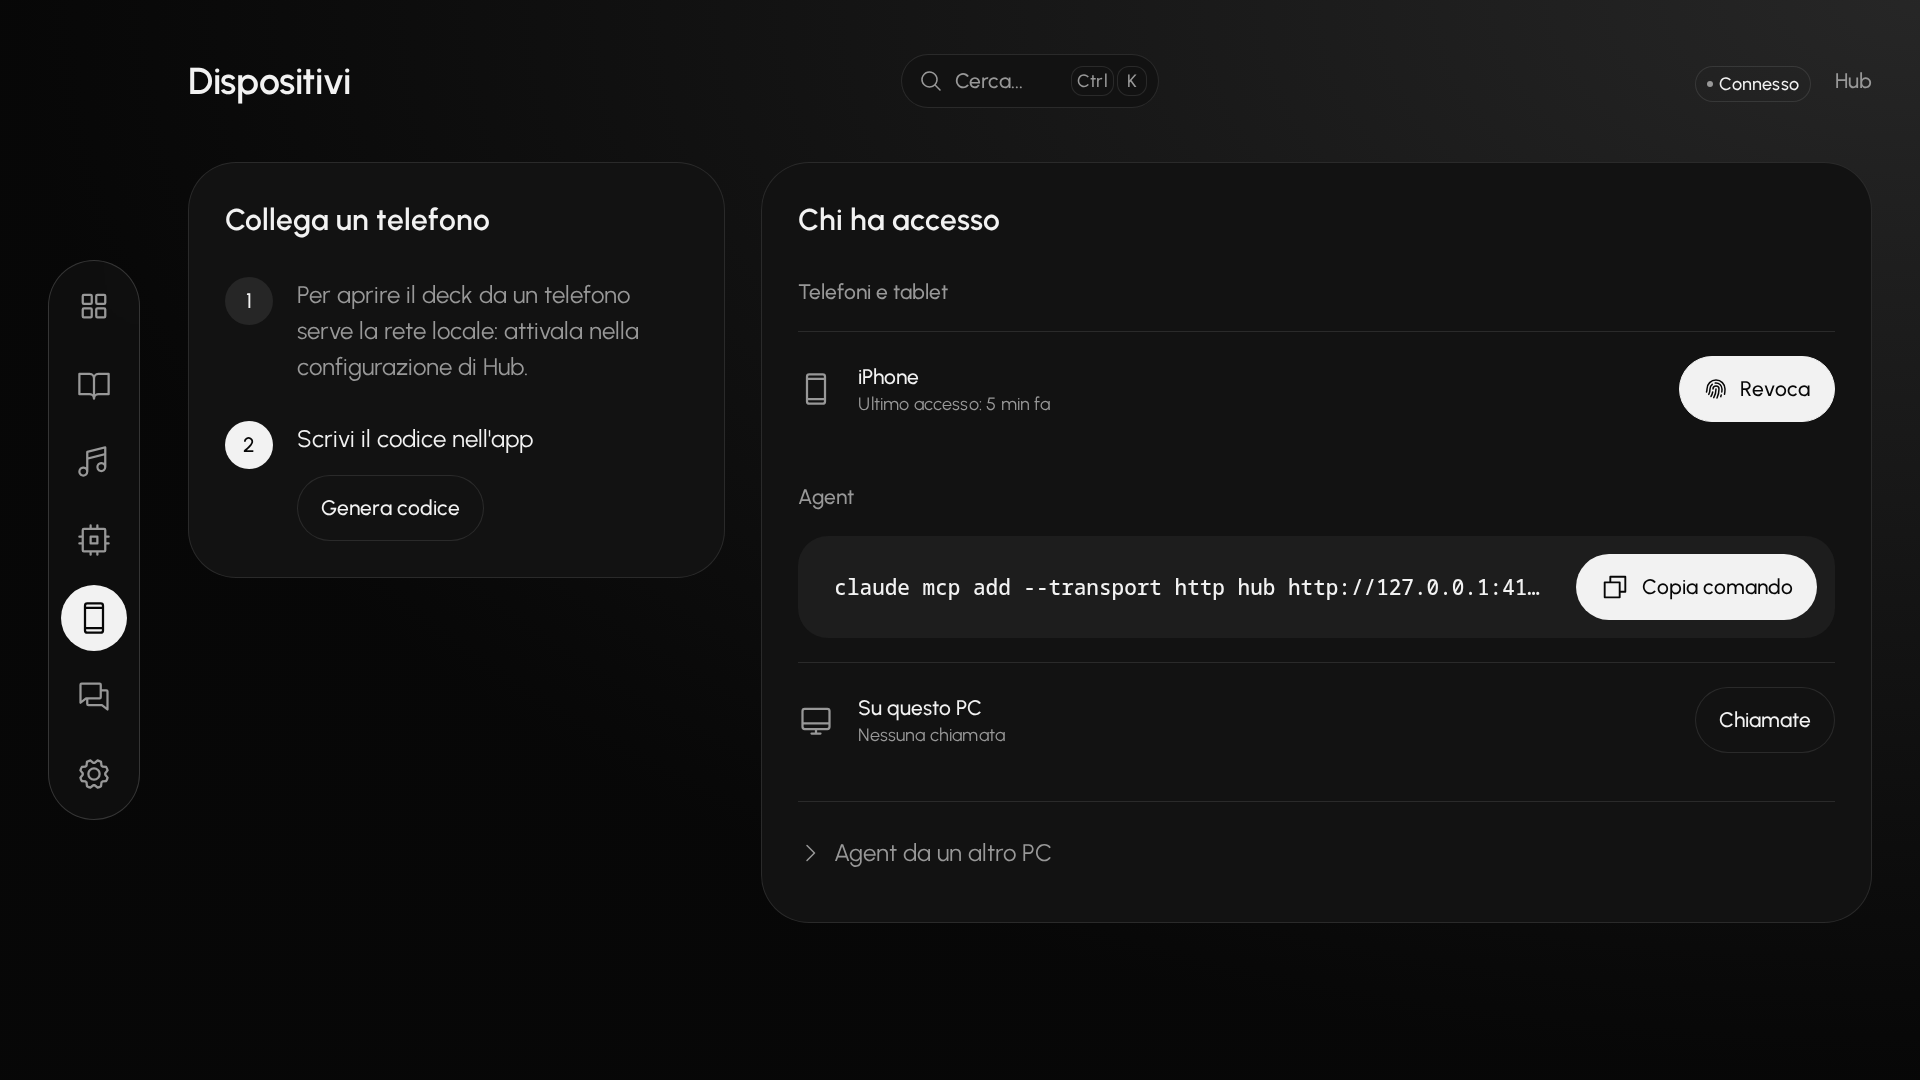 Dispositivi
Cerca...
Ctrl K
Connesso
Hub
Collega un telefono
1
Per aprire il deck da un telefono
serve la rete locale: attivala nella
configurazione di Hub.
2
Scrivi il codice nell'app
Genera codice
Chi ha accesso
Telefoni e tablet
iPhone
Ultimo accesso: 5 min fa
Revoca
Agent
claude mcp add --transport http hub http://127.0.0.1:41…
Copia comando
Su questo PC
Nessuna chiamata
Chiamate
Agent da un altro PC